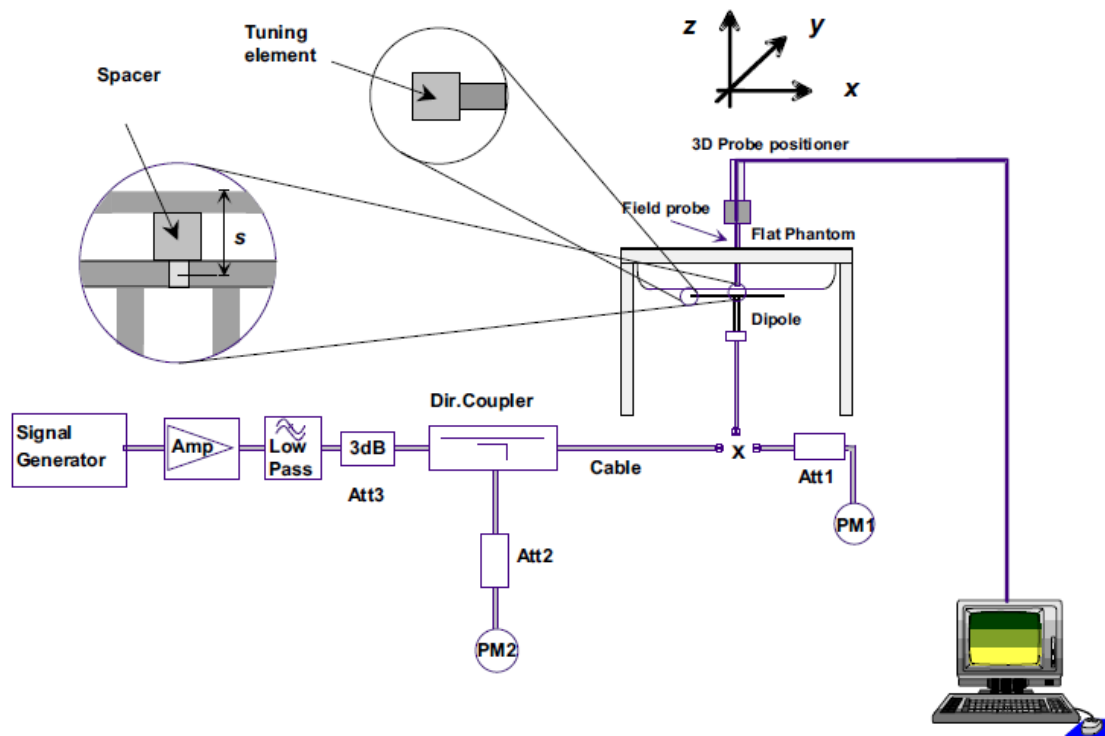 Tuning
element
Spacer
s
z
y
x
3D Probe positioner
Field probe
Flat Phantom
Dipole
Dir.Coupler
Signal
Generator
Amp
Low
Pass
3dB
Att3
Cable
x
Att1
PM1
Att2
PM2